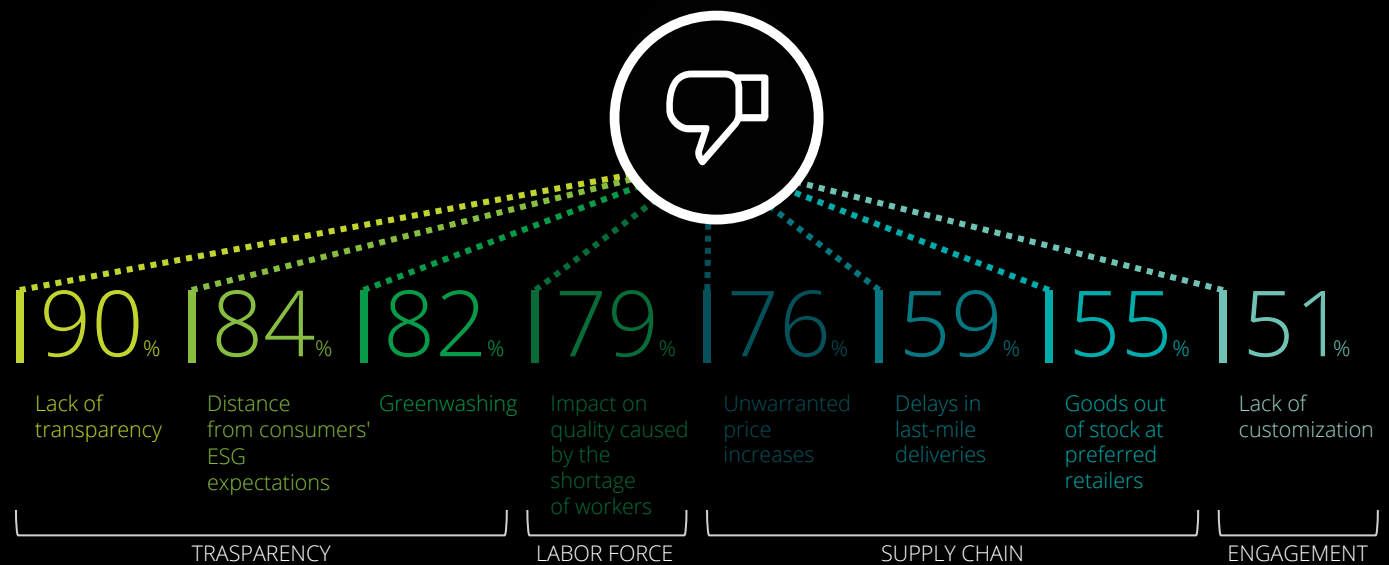 90%
Lack of
transparency
84%
Distance
from consumers'
ESG
expectations
82%
Greenwashing
79%
Impact on
quality caused
by the
shortage
of workers
76%
Unwarranted
price
increases
59%
Delays in
last-mile
deliveries
55%
Goods out
of stock at
preferred
retailers
51%
Lack of
customization
TRASPARENCY
LABOR FORCE
SUPPLY CHAIN
ENGAGEMENT